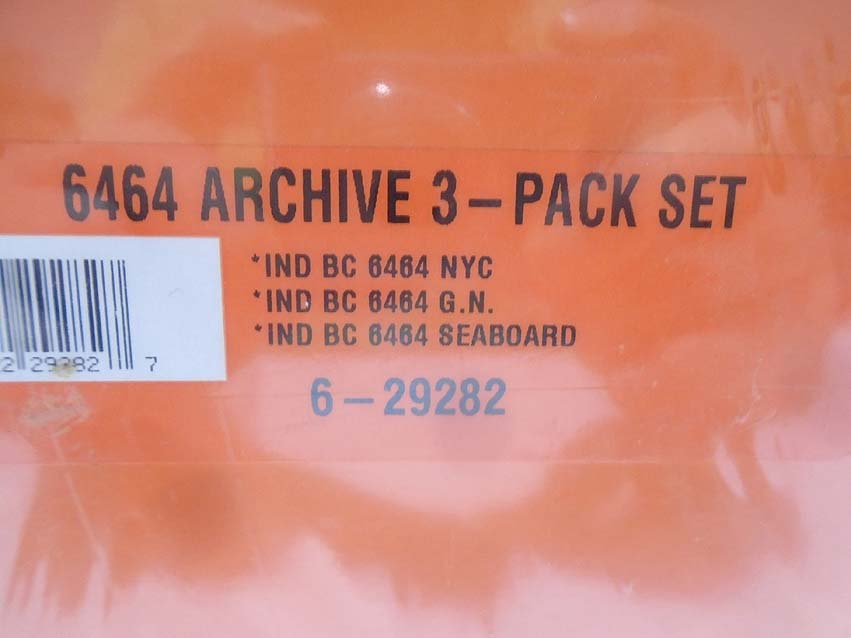 6464 ARCHIVE 3-PACK SET
*IND BC 6464 NYC
*IND BC 6464 G.N.
*IND BC 6464 SEABOARD
2 29282 7
6-29282